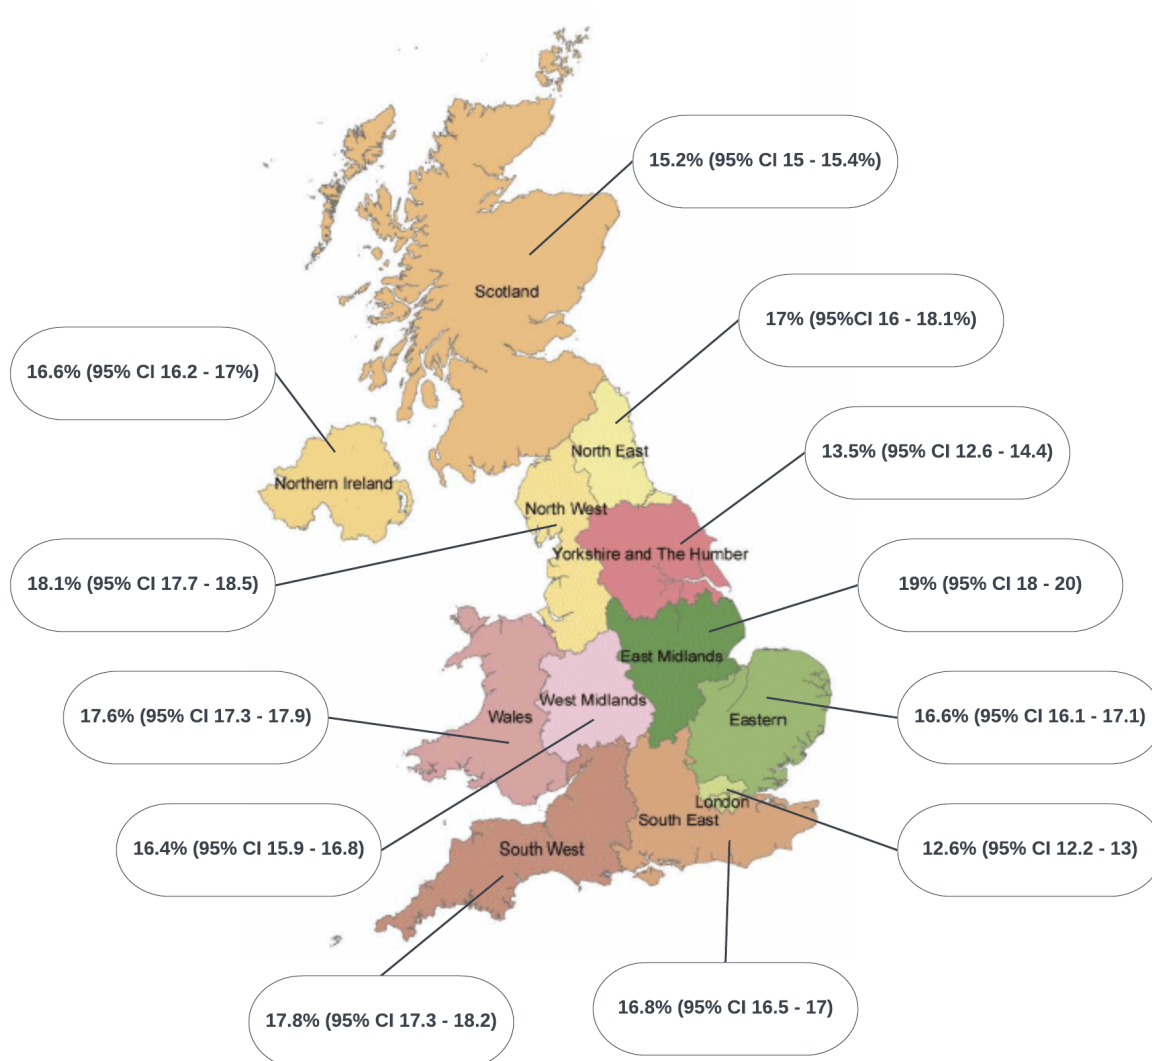 15.2% (95% CI 15 - 15.4%)
Scotland
17% (95%CI 16 - 18.1%)
16.6% (95% CI 16.2 - 17%)
North East
13.5% (95% CI 12.6 - 14.4)
Northern Ireland
North West
Yorkshire and The Humber
18.1% (95% CI 17.7 - 18.5)
19% (95% CI 18 - 20)
East Midlands
West Midlands
17.6% (95% CI 17.3 - 17.9)
Wales
Eastern
16.6% (95% CI 16.1 - 17.1)
London
South East
16.4% (95% CI 15.9 - 16.8)
South West
12.6% (95% CI 12.2 - 13)
17.8% (95% CI 17.3 - 18.2)
16.8% (95% CI 16.5 - 17)